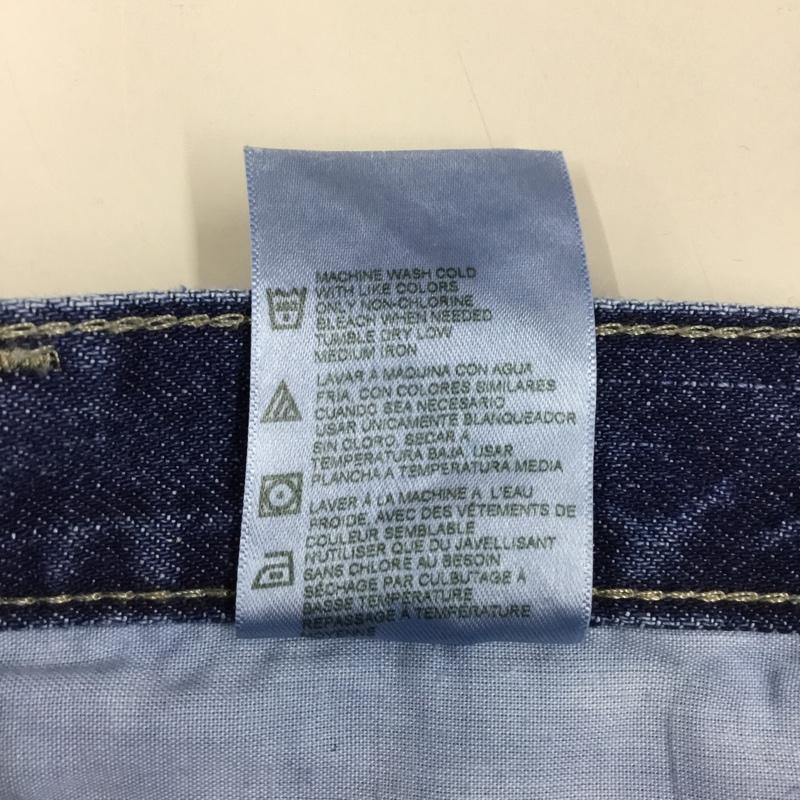 MACHINE WASH COLD
WITH LIKE COLORS
ONLY NON-CHLORINE
BLEACH WHEN NEEDED
TUMBLE DRY LOW
MEDIUM IRON
LAVAR À MAQUINA CON AGUA
FRIA, CON COLORES SIMILARES
CUANDO SEA NECESARIO
USAR ÚNICAMENTE BLANQUEADOR
SIN CLORO, SECAR A
TEMPERATURA BAJA, USAR
PLANCHA A TEMPERATURA MEDIA
LAVER À LA MACHINE A L'EAU
FROIDE, AVEC DES VÊTEMENTS DE
COULEUR SEMBLABLE
N'UTILISER QUE DU JAVELLISANT
SANS CHLORE AU BESOIN
SÈCHAGE PAR CULBUTAGE À
BASSE TEMPÉRATURE
REPASSAGE À TEMPÉRATURE
MOYENNE